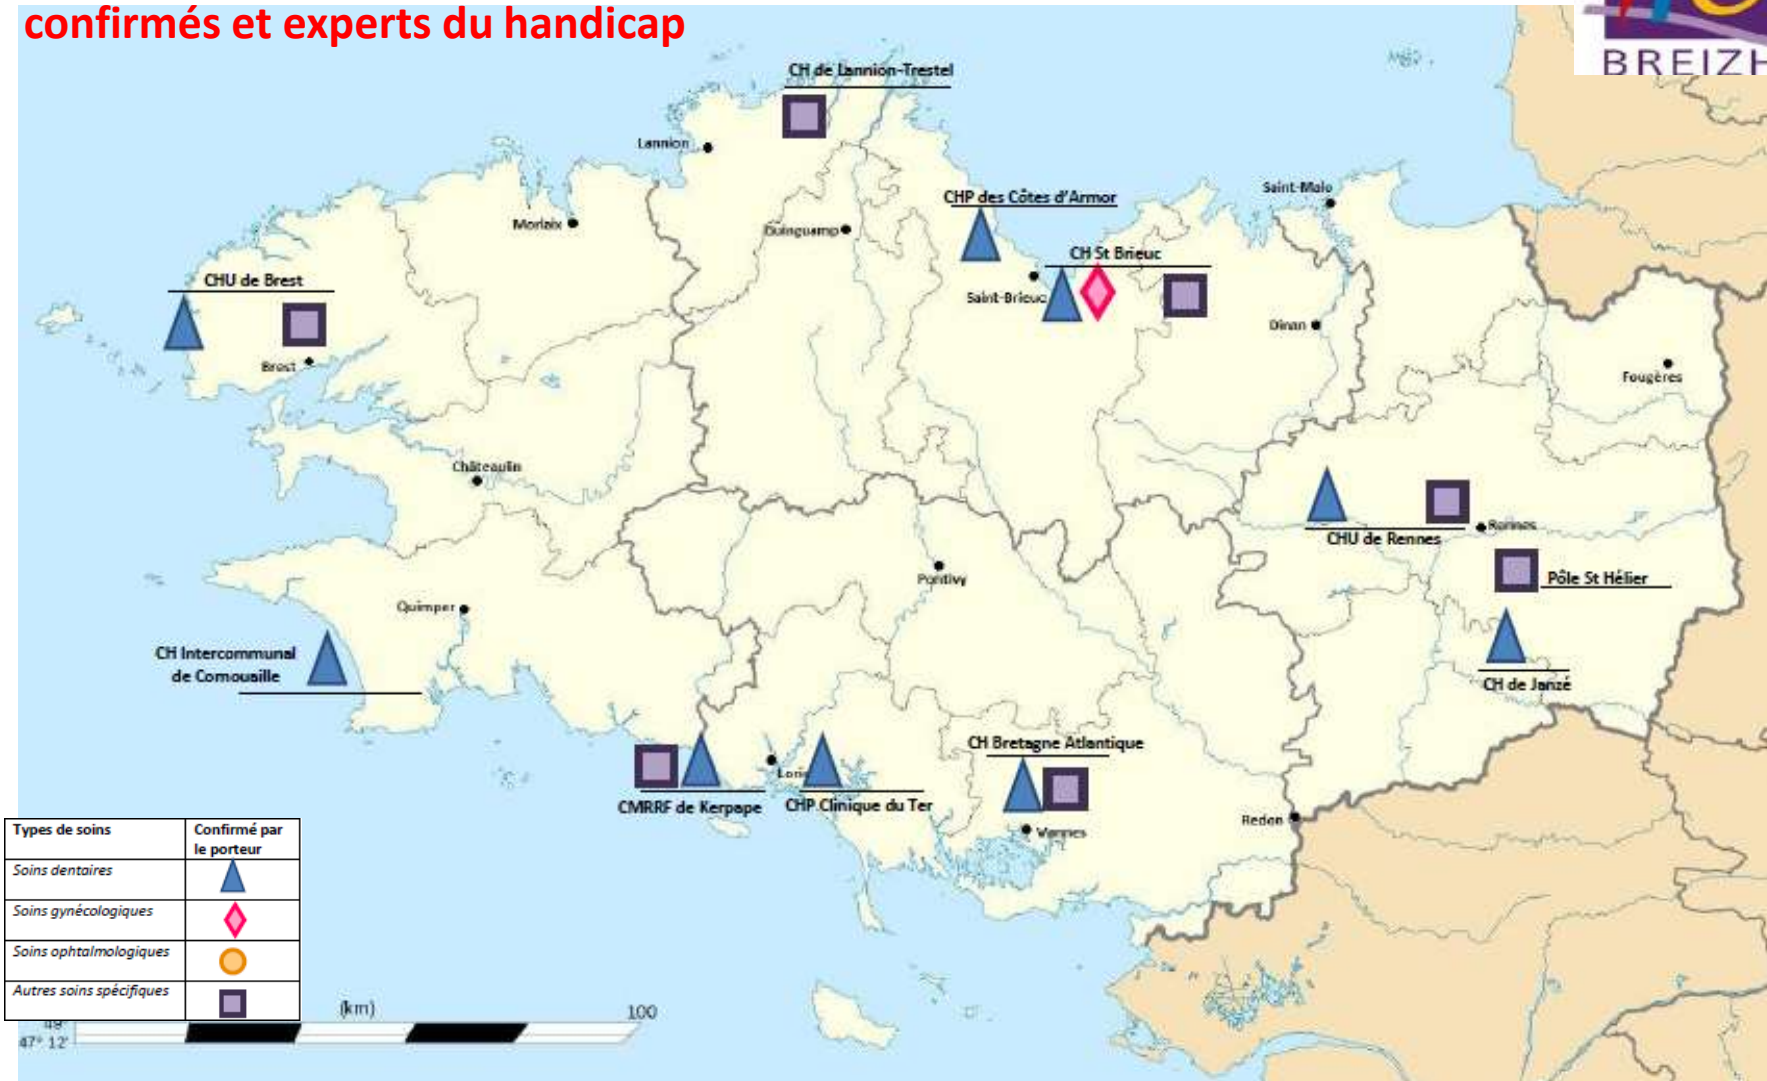 confirmés et experts du handicap
BREIZH
CH de Lannion-Trestel
Lannion
Morlaix
Guingamp
CHP des Côtes d'Armor
Saint-Malo
CH St Brieuc
Saint-Brieuc
Dinan
CHU de Brest
Brest
Fougères
Châteaulin
CHU de Rennes
Rennes
Pontivy
Pôle St Hélier
Quimper
CH Intercommunal
de Cornouaille
CH de Janzé
CH Bretagne Atlantique
CMRRF de Kerpape
CHP Clinique du Ter
Vannes
Redon
Types de soins
Confirmé par
le porteur
Soins dentaires
Soins gynécologiques
Soins ophtalmologiques
Autres soins spécifiques
(km)
100
47° 12'